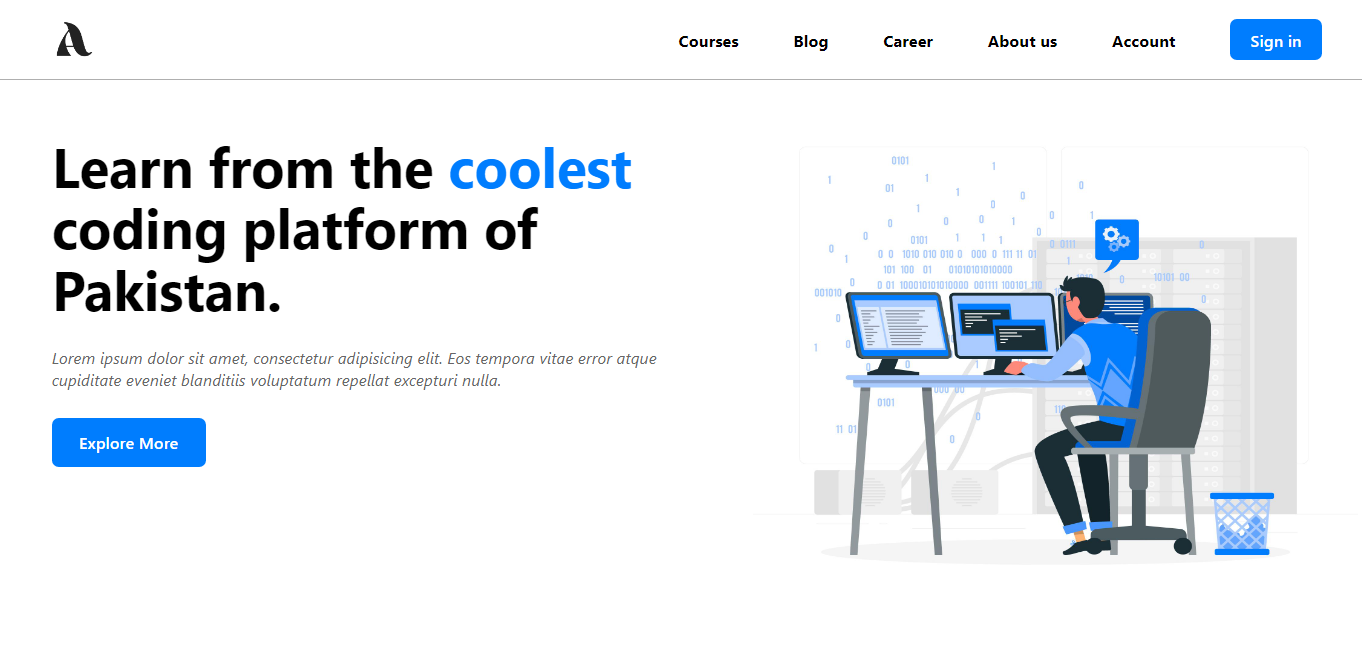 A
Courses Blog Career About us Account Sign in
Learn from the coolest
coding platform of
Pakistan.
Lorem ipsum dolor sit amet, consectetur adipisicing elit. Eos tempora vitae error atque
cupiditate eveniet blanditiis voluptatum repellat excepturi nulla.
Explore More